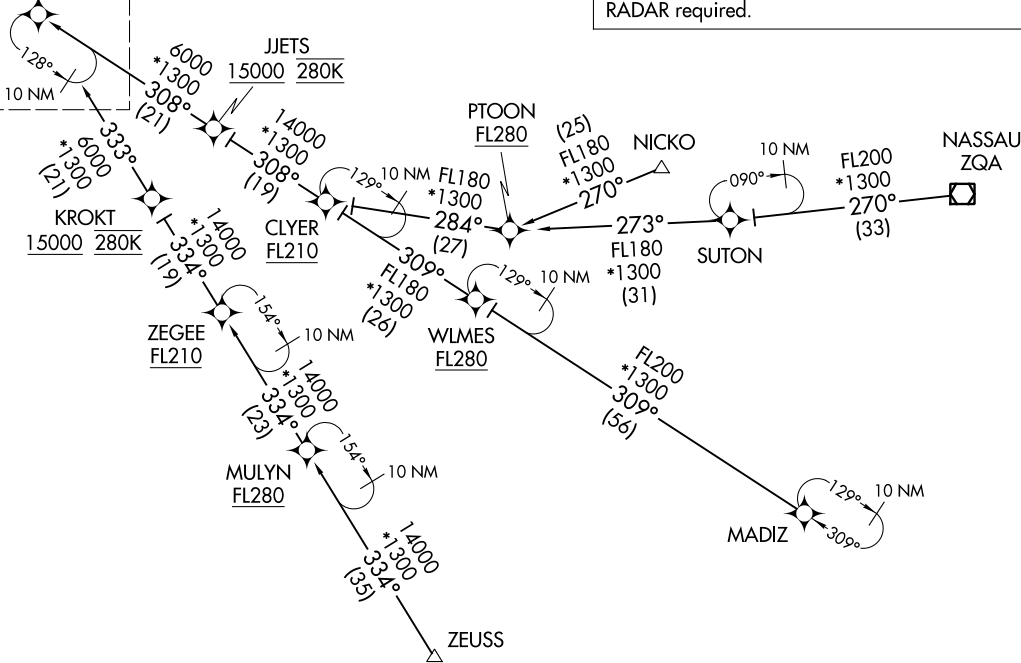 RADAR required.
128°
10 NM
6000
*1300
308°
(21)
JJETS
15000 280K
333°
6000
*1300
(21)
KROKT
15000 280K
14000
*1300
308°
(19)
PTOON
FL280
(25)
FL180
*1300
270°
NICKO
NASSAU
ZQA
10 NM
090°
FL200
*1300
270°
(33)
SUTON
129°
10 NM
CLYER
FL210
FL180
*1300
284°
(27)
273°
FL180
*1300
(31)
14000
*1300
334°
(19)
309°
FL180
*1300
(26)
129°
10 NM
WLMES
FL280
ZEGEE
FL210
154°
10 NM
14000
*1300
334°
(23)
FL200
*1300
309°
(56)
MULYN
FL280
154°
10 NM
MADIZ
129°
10 NM
309°
14000
*1300
334°
(35)
ZEUSS